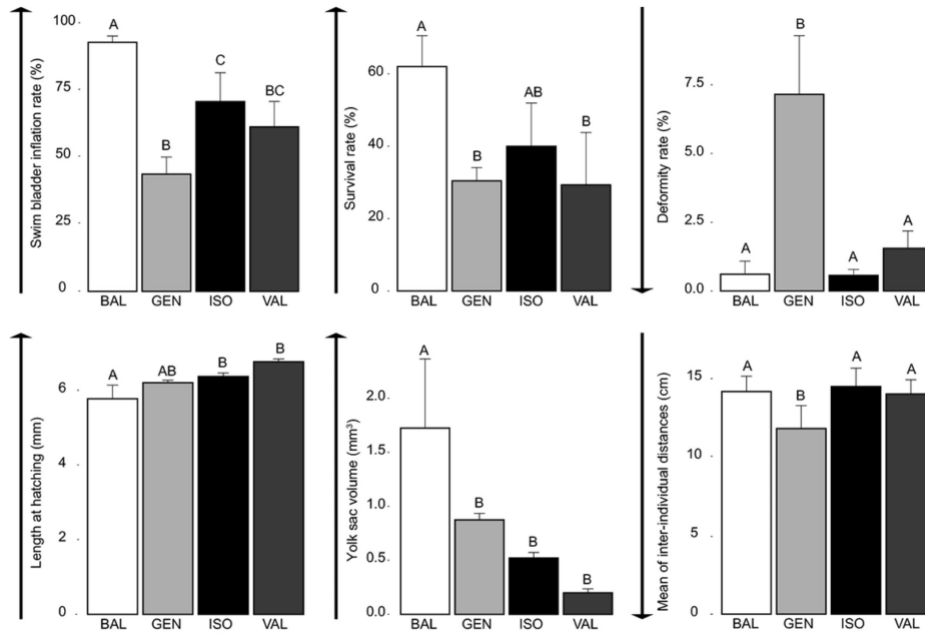 Swim bladder inflation rate (%)
100
75
50
25
0
A
B
C
BC
BAL GEN ISO VAL
Survival rate (%)
60
40
20
0
A
B
AB
B
BAL GEN ISO VAL
Deformity rate (%)
7.5
5.0
2.5
0.0
A
B
A
A
BAL GEN ISO VAL
Length at hatching (mm)
6
4
2
0
A
AB
B
B
BAL GEN ISO VAL
Yolk sac volume (mm³)
2.0
1.5
1.0
0.5
0.0
A
B
B
B
BAL GEN ISO VAL
Mean of inter-individual distances (cm)
15
10
5
0
A
B
A
A
BAL GEN ISO VAL